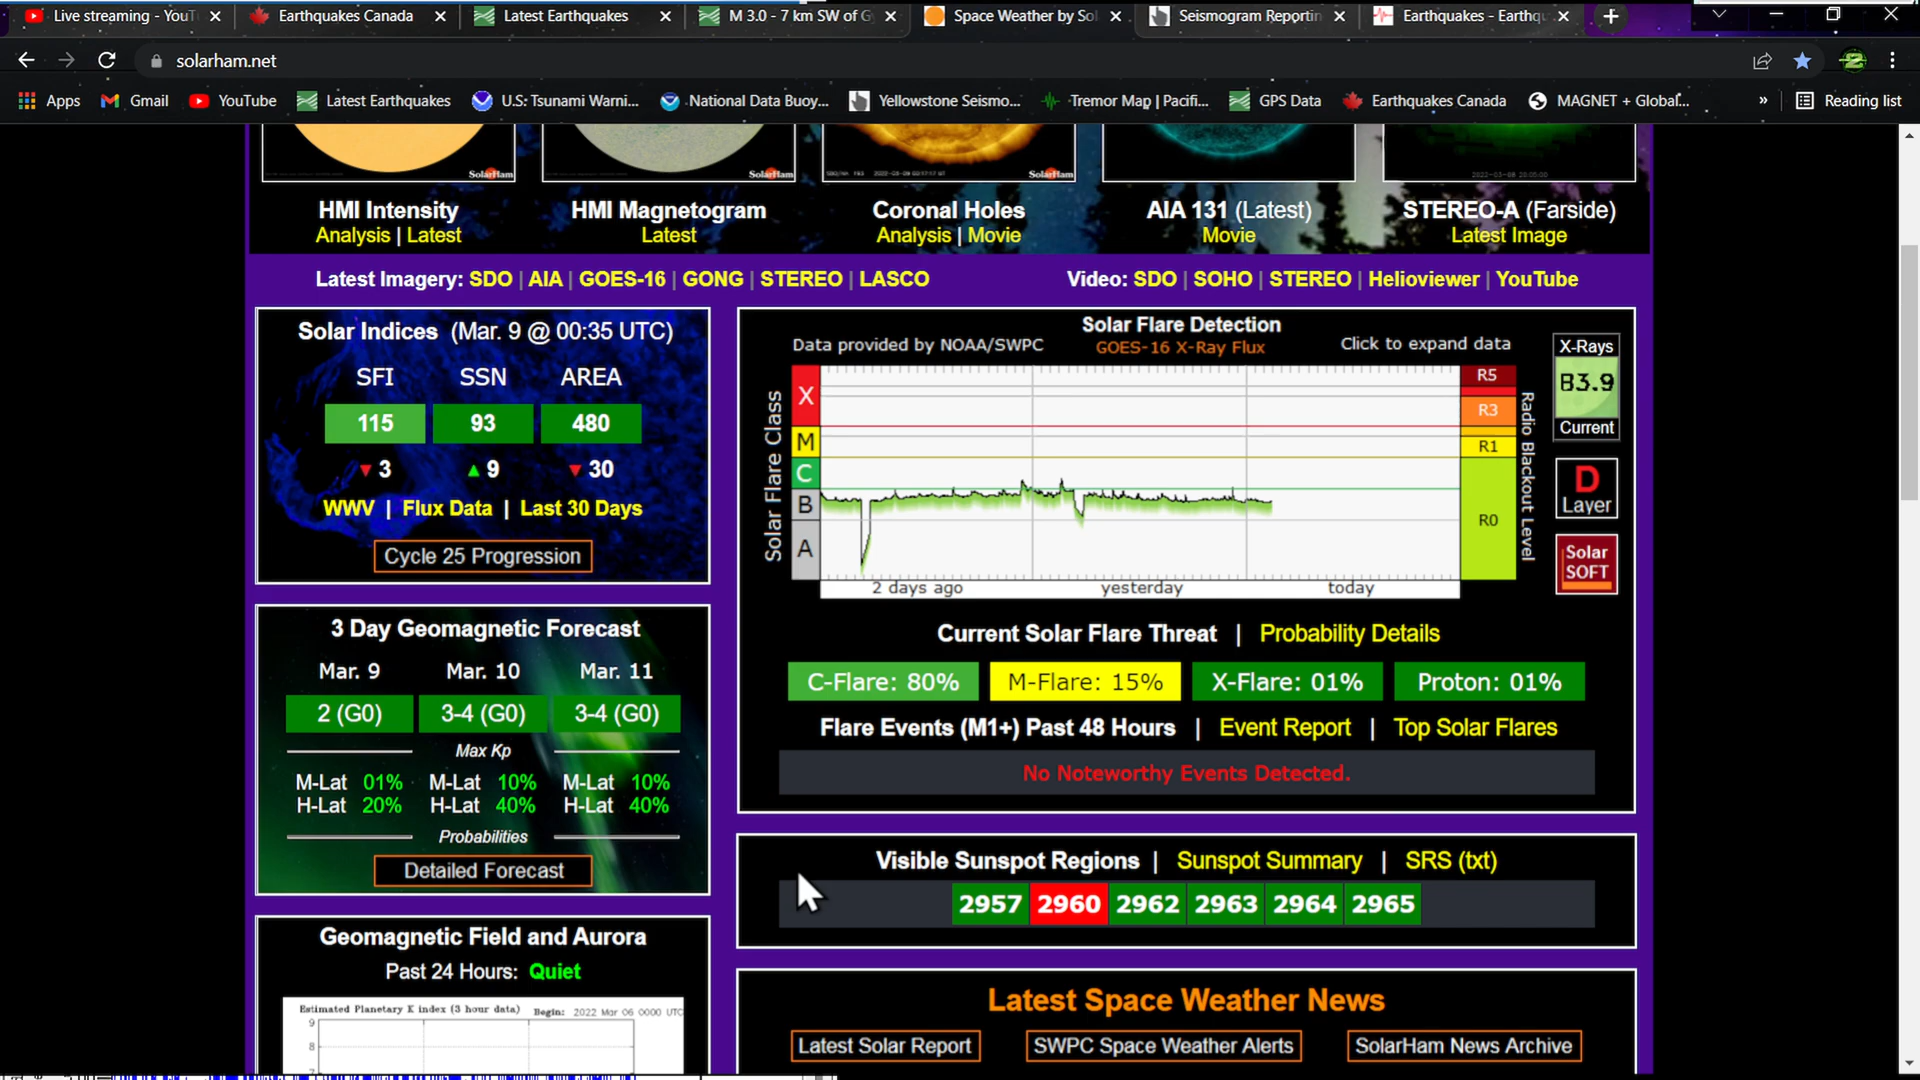 Live streaming - YouT
Earthquakes Canada
Latest Earthquakes
M 3.0 - 7 km SW of G
Space Weather by Sol
Seismogram Reportin
Earthquakes - Earthqu
solarham.net
Apps
Gmail
YouTube
Latest Earthquakes
U.S: Tsunami Warni...
National Data Buoy...
Yellowstone Seismo...
Tremor Map | Pacifi...
GPS Data
Earthquakes Canada
MAGNET + Global...
»
Reading list
SolarHam
SolarHam
SolarHam
HMI Intensity
Analysis | Latest
HMI Magnetogram
Latest
Coronal Holes
Analysis | Movie
AIA 131 (Latest)
Movie
STEREO-A (Farside)
Latest Image
Latest Imagery: SDO | AIA | GOES-16 | GONG | STEREO | LASCO
Video: SDO | SOHO | STEREO | Helioviewer | YouTube
Solar Indices (Mar. 9 @ 00:35 UTC)
SFI SSN AREA
115 93 480
▼ 3 ▲ 9 ▼ 30
WWV | Flux Data | Last 30 Days
Cycle 25 Progression
3 Day Geomagnetic Forecast
Mar. 9 Mar. 10 Mar. 11
2 (G0) 3-4 (G0) 3-4 (G0)
Max Kp
M-Lat 01% M-Lat 10% M-Lat 10%
H-Lat 20% H-Lat 40% H-Lat 40%
Probabilities
Detailed Forecast
Geomagnetic Field and Aurora
Past 24 Hours: Quiet
Estimated Planetary K index (3 hour data) Begin: 2022 Mar 06 0000 UTC
9
8
Solar Flare Detection
Data provided by NOAA/SWPC
GOES-16 X-Ray Flux
Click to expand data
Solar Flare Class
X
M
C
B
A
R5
R3
R1
R0
Radio Blackout Level
2 days ago yesterday today
X-Rays
B3.9
Current
D
Layer
Solar
SOFT
Current Solar Flare Threat | Probability Details
C-Flare: 80% M-Flare: 15% X-Flare: 01% Proton: 01%
Flare Events (M1+) Past 48 Hours | Event Report | Top Solar Flares
No Noteworthy Events Detected.
Visible Sunspot Regions | Sunspot Summary | SRS (txt)
2957 2960 2962 2963 2964 2965
Latest Space Weather News
Latest Solar Report
SWPC Space Weather Alerts
SolarHam News Archive